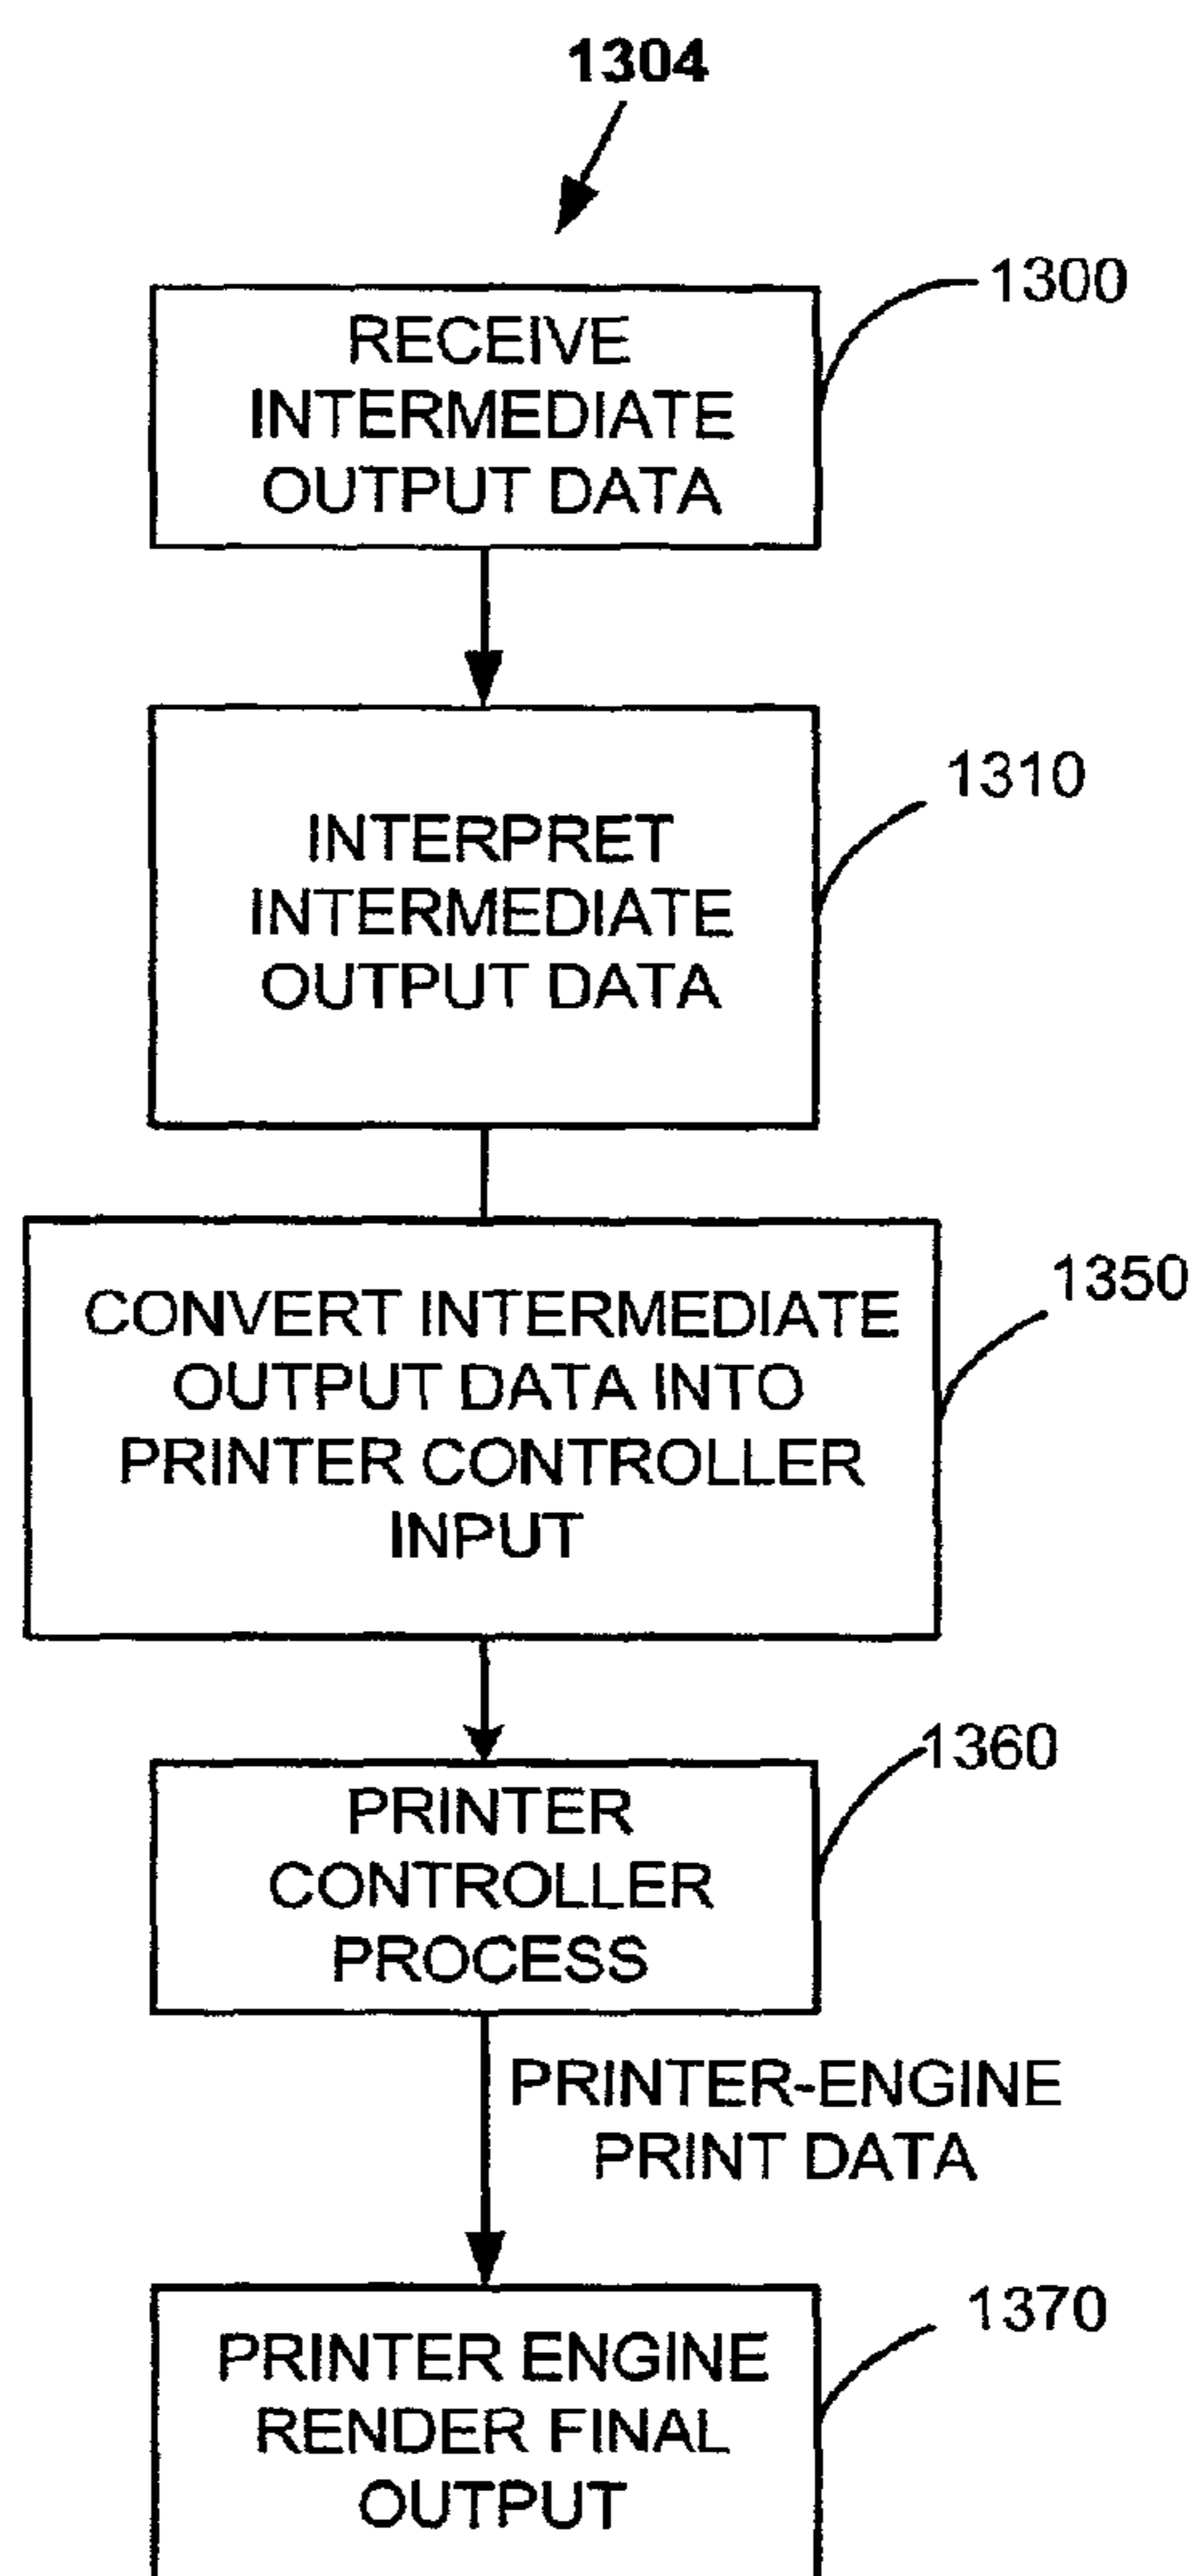 1304
1300
RECEIVE
INTERMEDIATE
OUTPUT DATA
1310
INTERPRET
INTERMEDIATE
OUTPUT DATA
1350
CONVERT INTERMEDIATE
OUTPUT DATA INTO
PRINTER CONTROLLER
INPUT
1360
PRINTER
CONTROLLER
PROCESS
PRINTER-ENGINE
PRINT DATA
1370
PRINTER ENGINE
RENDER FINAL
OUTPUT